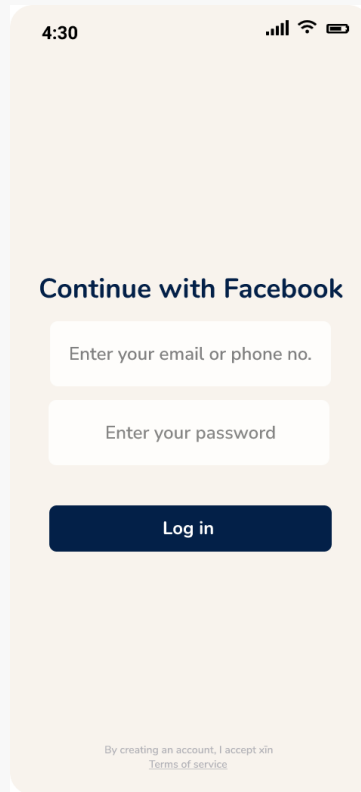 4:30
Continue with Facebook
Enter your email or phone no.
Enter your password
Log in
By creating an account, I accept xin
Terms of service